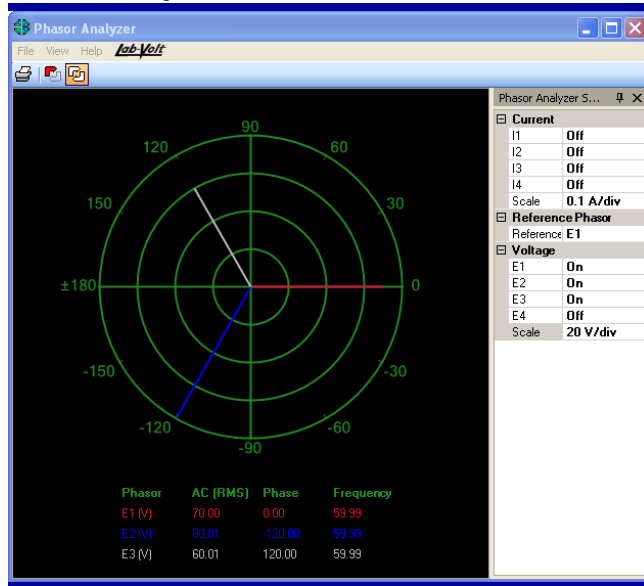 Phasor Analyzer
File View Help Lab-Volt
Phasor Analyzer S...
Current
I1 Off
I2 Off
I3 Off
I4 Off
Scale 0.1 A/div
Reference Phasor
Reference E1
Voltage
E1 On
E2 On
E3 On
E4 Off
Scale 20 V/div
90
120 60
150 30
±180 0
-150 -30
-120 -60
-90
Phasor AC (RMS) Phase Frequency
E1 (V) 70.00 0.00 59.99
E2 (V) 80.01 -120.00 59.99
E3 (V) 60.01 120.00 59.99